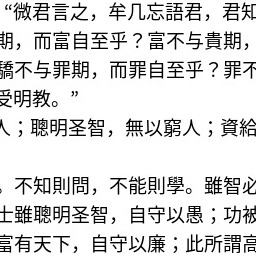 “微君言之，牟几忘語君，君知
期，而富自至乎？富不与貴期，
驕不与罪期，而罪自至乎？罪不
受明教。”
人；聰明圣智，無以窮人；資給
。不知則問，不能則學。雖智必
士雖聰明圣智，自守以愚；功被
富有天下，自守以廉；此所謂高